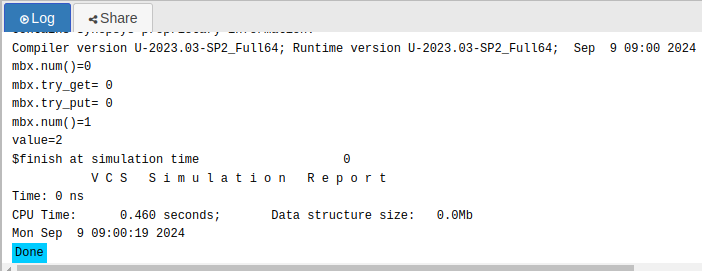 Log Share
Compiler version U-2023.03-SP2_Full64; Runtime version U-2023.03-SP2_Full64;  Sep  9 09:00 2024
mbx.num()=0
mbx.try_get= 0
mbx.try_put= 0
mbx.num()=1
value=2
$finish at simulation time                    0
           V C S   S i m u l a t i o n   R e p o r t
Time: 0 ns
CPU Time:      0.460 seconds;       Data structure size:   0.0Mb
Mon Sep  9 09:00:19 2024
Done